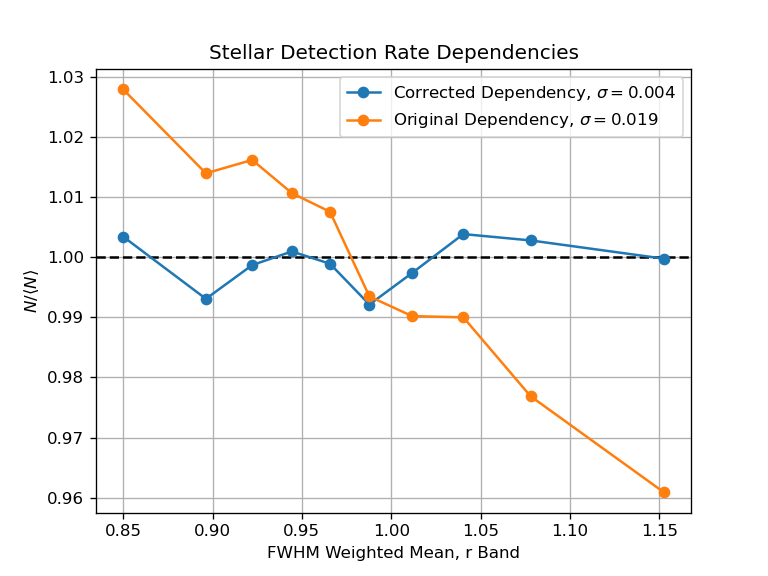 Stellar Detection Rate Dependencies
1.03
1.02
1.01
1.00
0.99
0.98
0.97
0.96
N/⟨N⟩
Corrected Dependency, σ = 0.004
Original Dependency, σ = 0.019
0.85 0.90 0.95 1.00 1.05 1.10 1.15
FWHM Weighted Mean, r Band